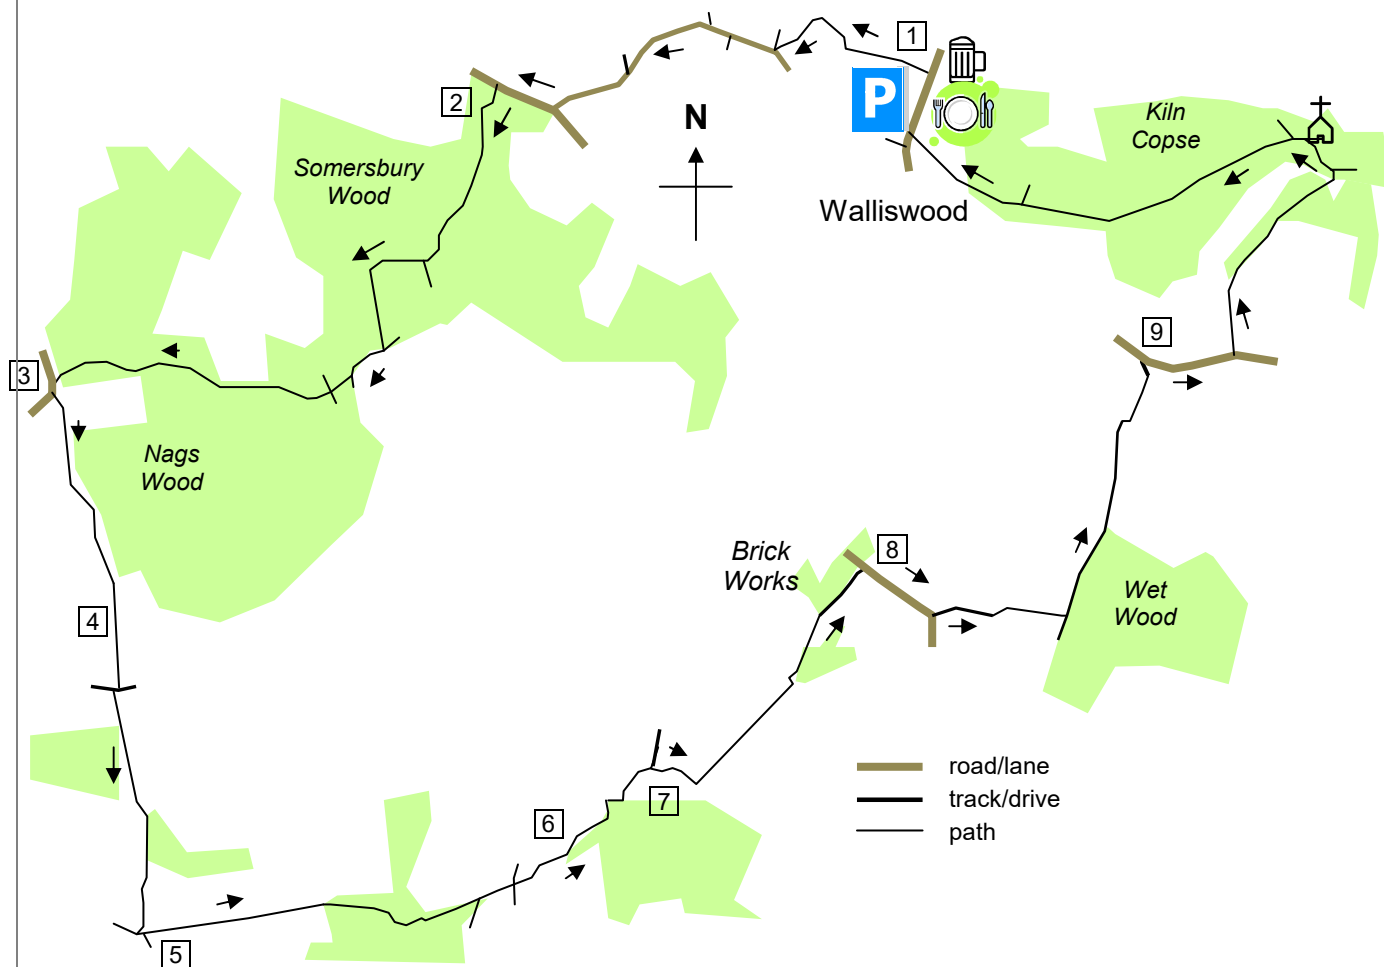 1
P
2
N
Kiln
Copse
Somersbury
Wood
Walliswood
9
3
Nags
Wood
8
Brick
Works
Wet
Wood
4
road/lane
7
track/drive
6
path
5